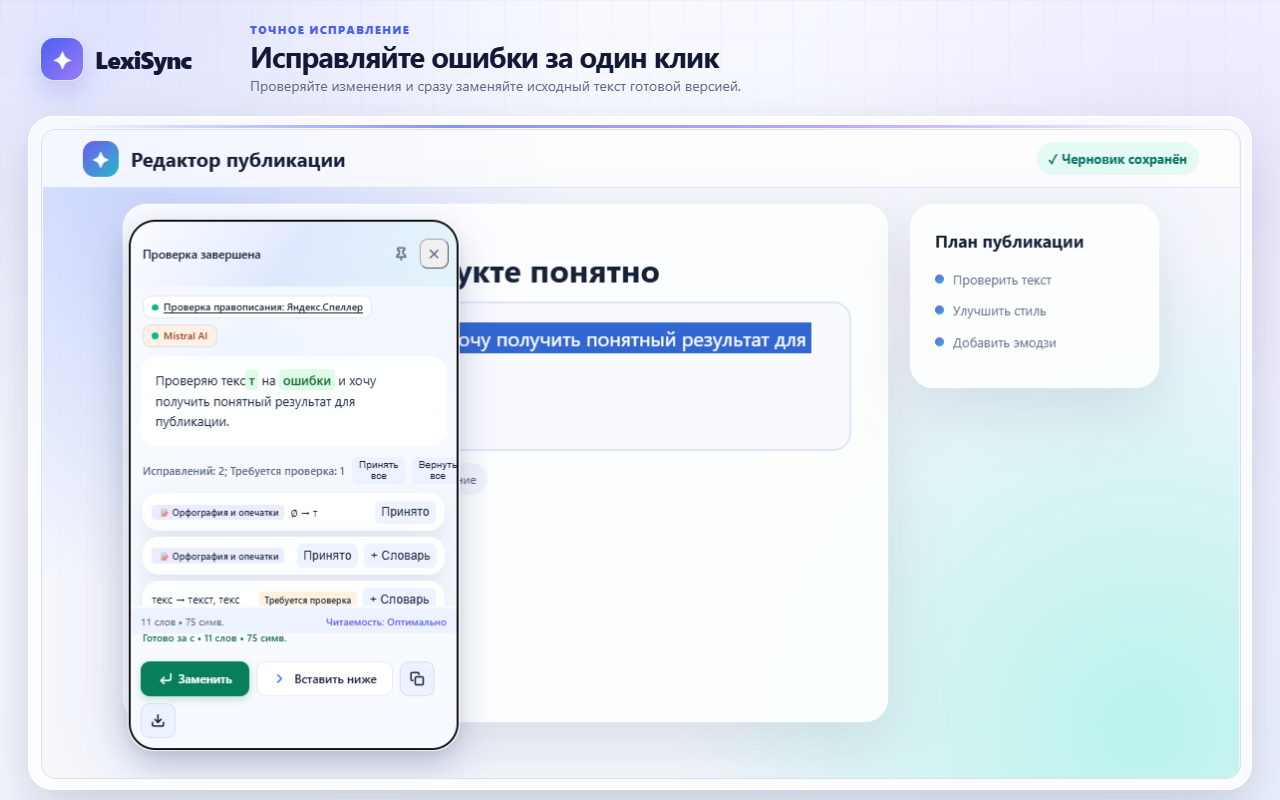 ТОЧНОЕ ИСПРАВЛЕНИЕ
LexiSync
Исправляйте ошибки за один клик
Проверяйте изменения и сразу заменяйте исходный текст готовой версией.
Редактор публикации
✓ Черновик сохранён
Проверка завершена
Проверка правописания: Яндекс.Спеллер
Mistral AI
Проверяю текст на ошибки и хочу
получить понятный результат для
публикации.
Исправлений: 2; Требуется проверка: 1
Принять все
Вернуть все
Орфография и опечатки ∅ → т Принято
Орфография и опечатки Принято + Словарь
текс → текст, текс Требуется проверка + Словарь
11 слов • 75 симв. Читаемость: Оптимально
Готово за с • 11 слов • 75 симв.
Заменить
Вставить ниже
укте понятно
очу получить понятный результат для
ние
План публикации
Проверить текст
Улучшить стиль
Добавить эмодзи